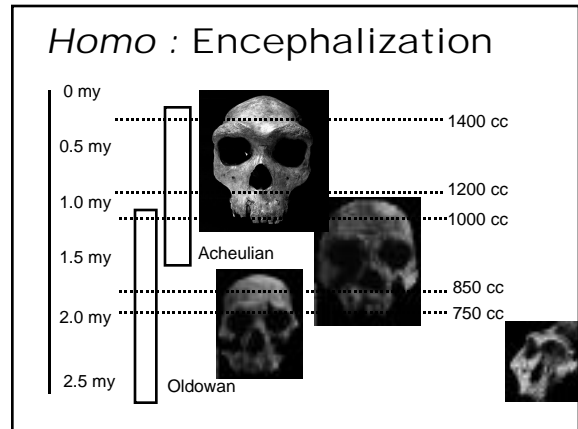 Homo : Encephalization
0 my
1400 cc
0.5 my
1200 cc
1.0 my
1000 cc
Acheulian
1.5 my
850 cc
2.0 my
750 cc
2.5 my
Oldowan